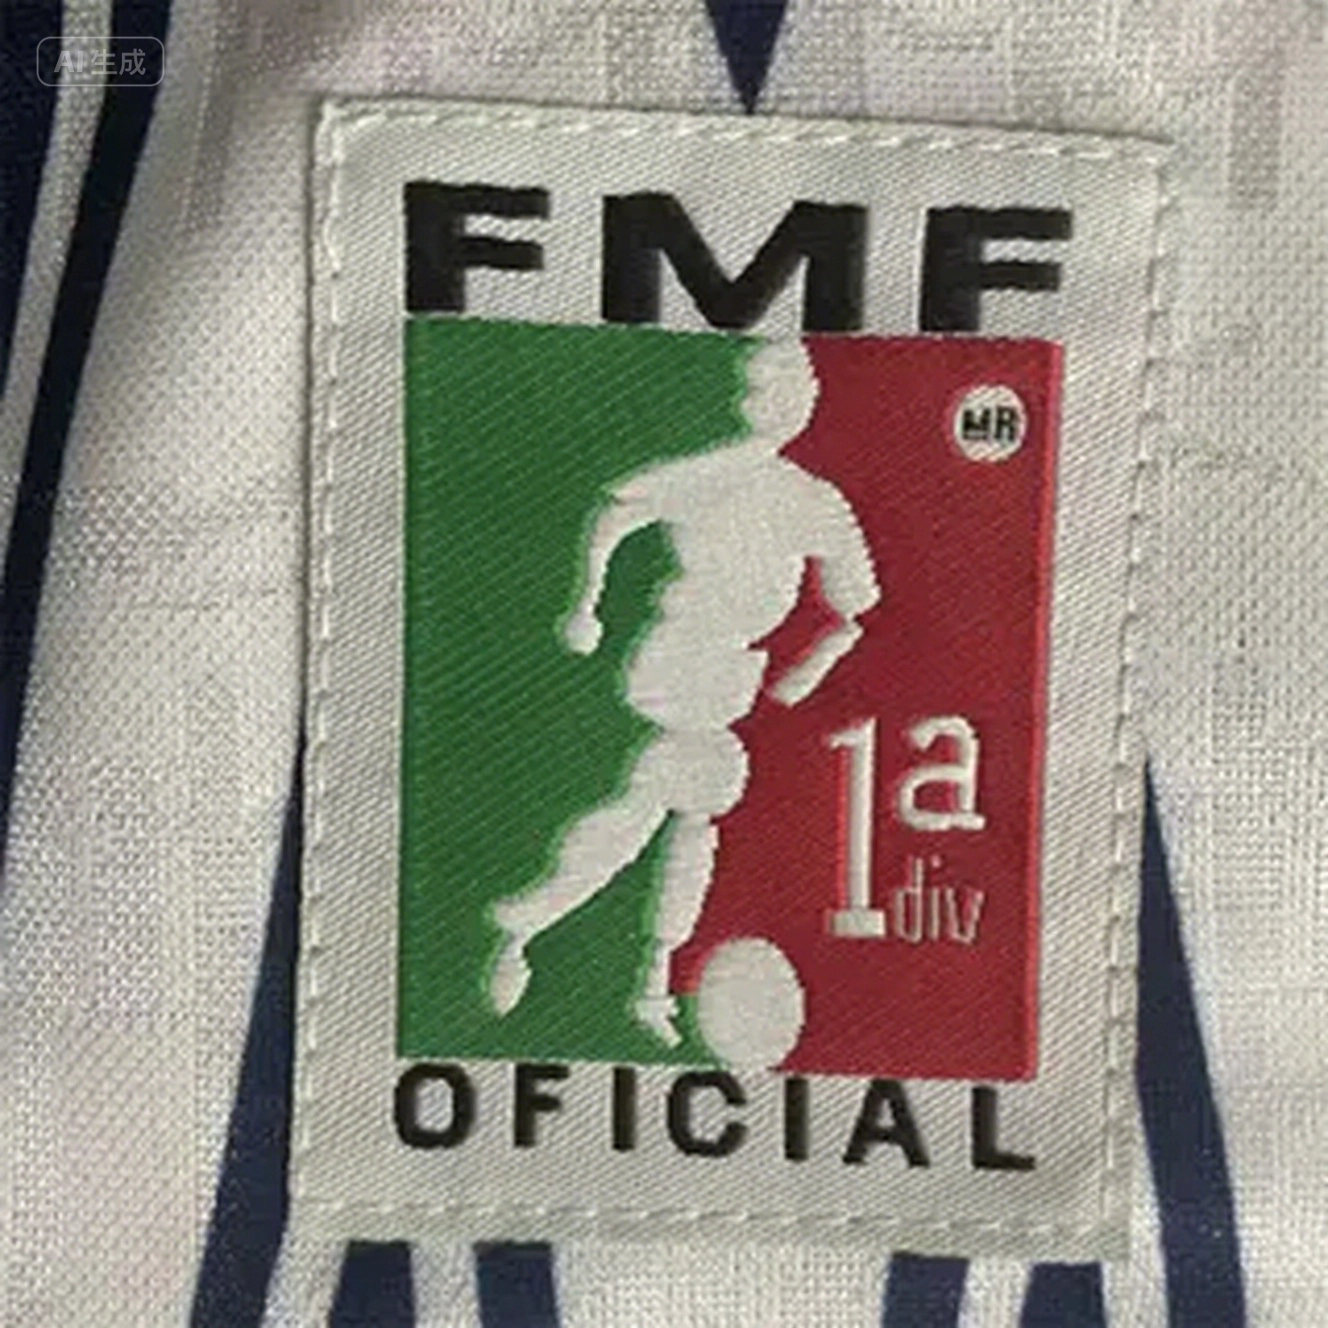 AI生成
FMF
MR
1a
div
OFICIAL